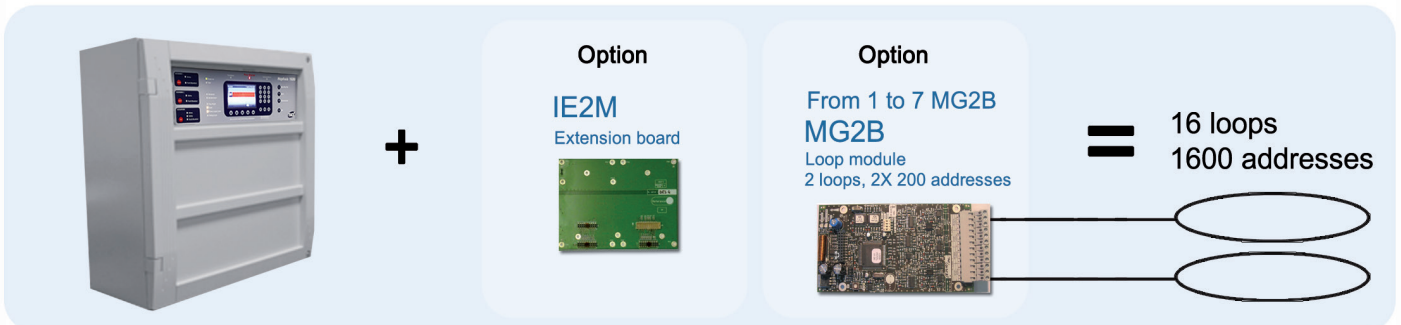 Option
IE2M
Extension board
Option
From 1 to 7 MG2B
MG2B
Loop module
2 loops, 2X 200 addresses
+
=
16 loops
1600 addresses